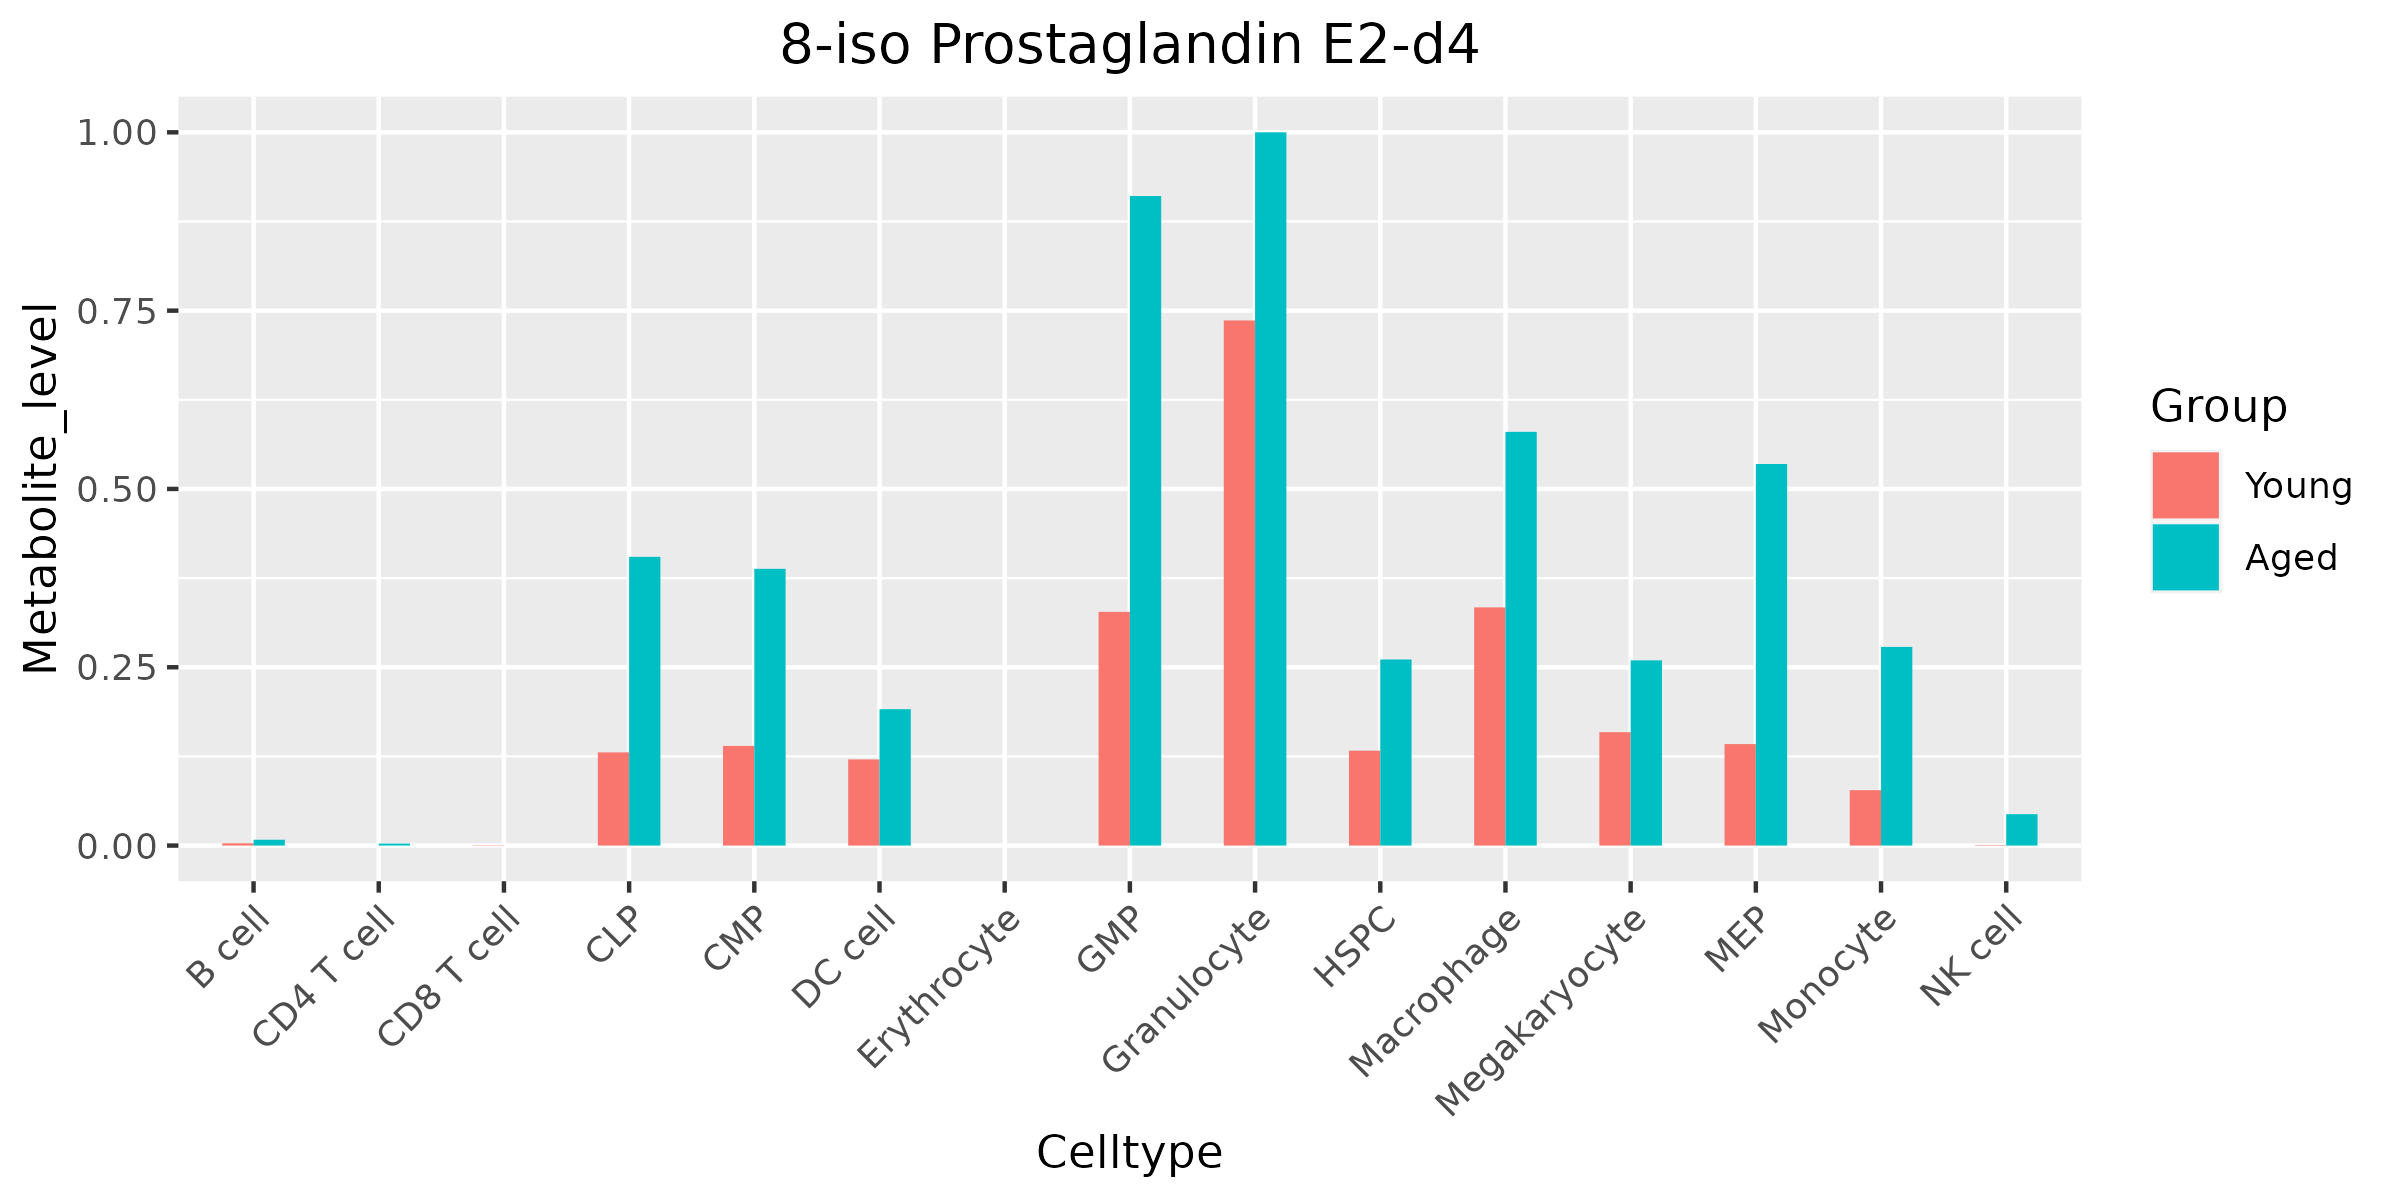 8-iso Prostaglandin E2-d4
Metabolite_level
1.00
0.75
0.50
0.25
0.00
B cell
CD4 T cell
CD8 T cell
CLP
CMP
DC cell
Erythrocyte
GMP
Granulocyte
HSPC
Macrophage
Megakaryocyte
MEP
Monocyte
NK cell
Celltype
Group
Young
Aged